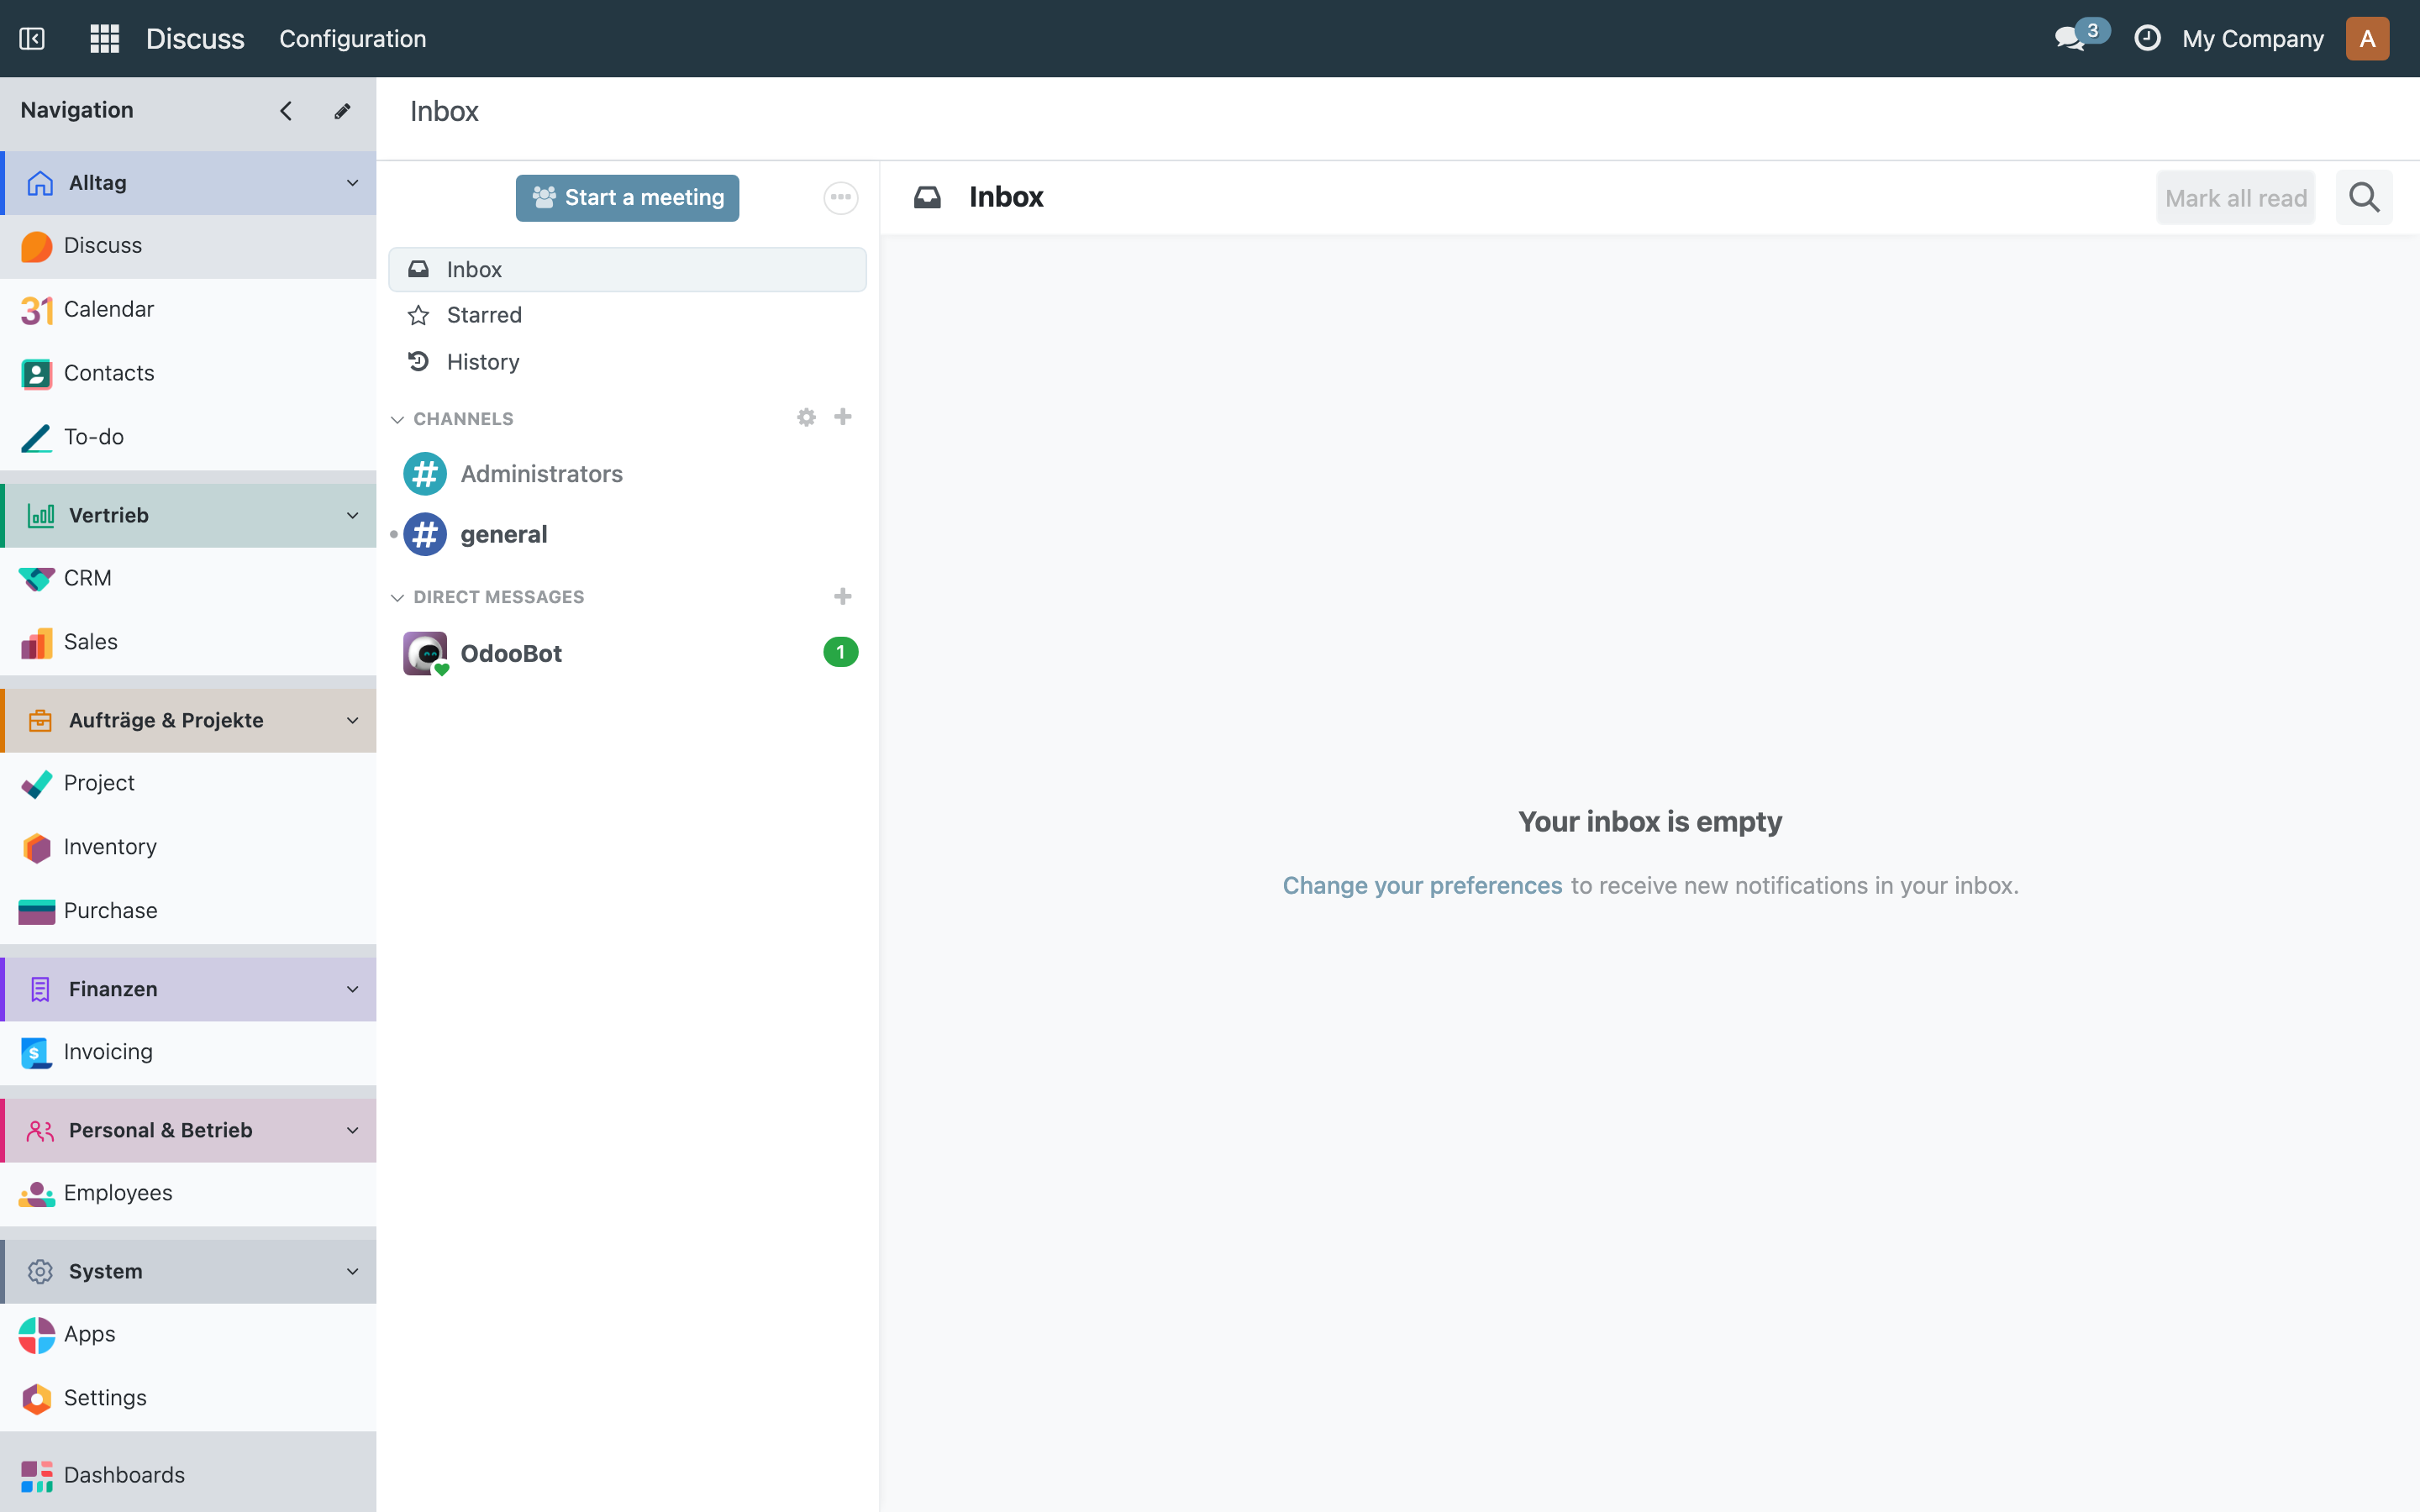 Discuss
Configuration
3
My Company
A
Navigation
Alltag
Discuss
31 Calendar
Contacts
To-do
Vertrieb
CRM
Sales
Aufträge & Projekte
Project
Inventory
Purchase
Finanzen
$ Invoicing
Personal & Betrieb
Employees
System
Apps
Settings
Dashboards
Inbox
Start a meeting
Inbox
Starred
History
CHANNELS
# Administrators
# general
DIRECT MESSAGES
OdooBot
1
Inbox
Mark all read
Your inbox is empty
Change your preferences to receive new notifications in your inbox.